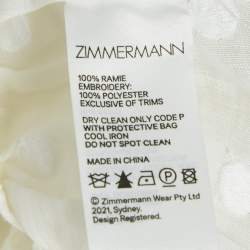 ZIMMERMANN
100% RAMIE
EMBROIDERY:
100% POLYESTER
EXCLUSIVE OF TRIMS
DRY CLEAN ONLY CODE P
WITH PROTECTIVE BAG
COOL IRON
DO NOT SPOT CLEAN
MADE IN CHINA
P
© Zimmermann Wear Pty Ltd
2021, Sydney.
Design Registered.